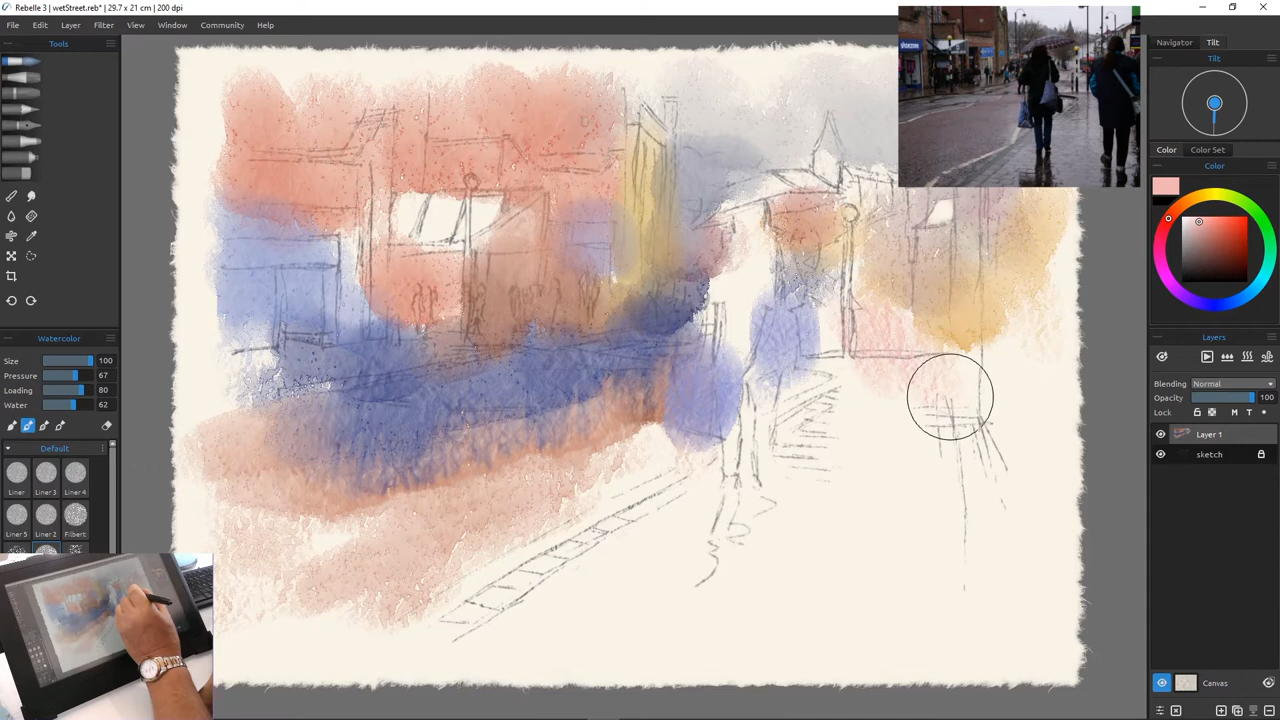 Rebelle 3 | wetStreet.reb* | 29.7 x 21 cm | 200 dpi
File Edit Layer Filter View Window Community Help
Tools
Watercolor
Size 100
Pressure 67
Loading 80
Water 62
Default
Liner Liner 3 Liner 4
Liner 5 Liner 2 Filbert
Navigator Tilt
Tilt
Color Color Set
Color
Layers
Blending Normal
Opacity 100
Lock M T
Layer 1
sketch
Canvas